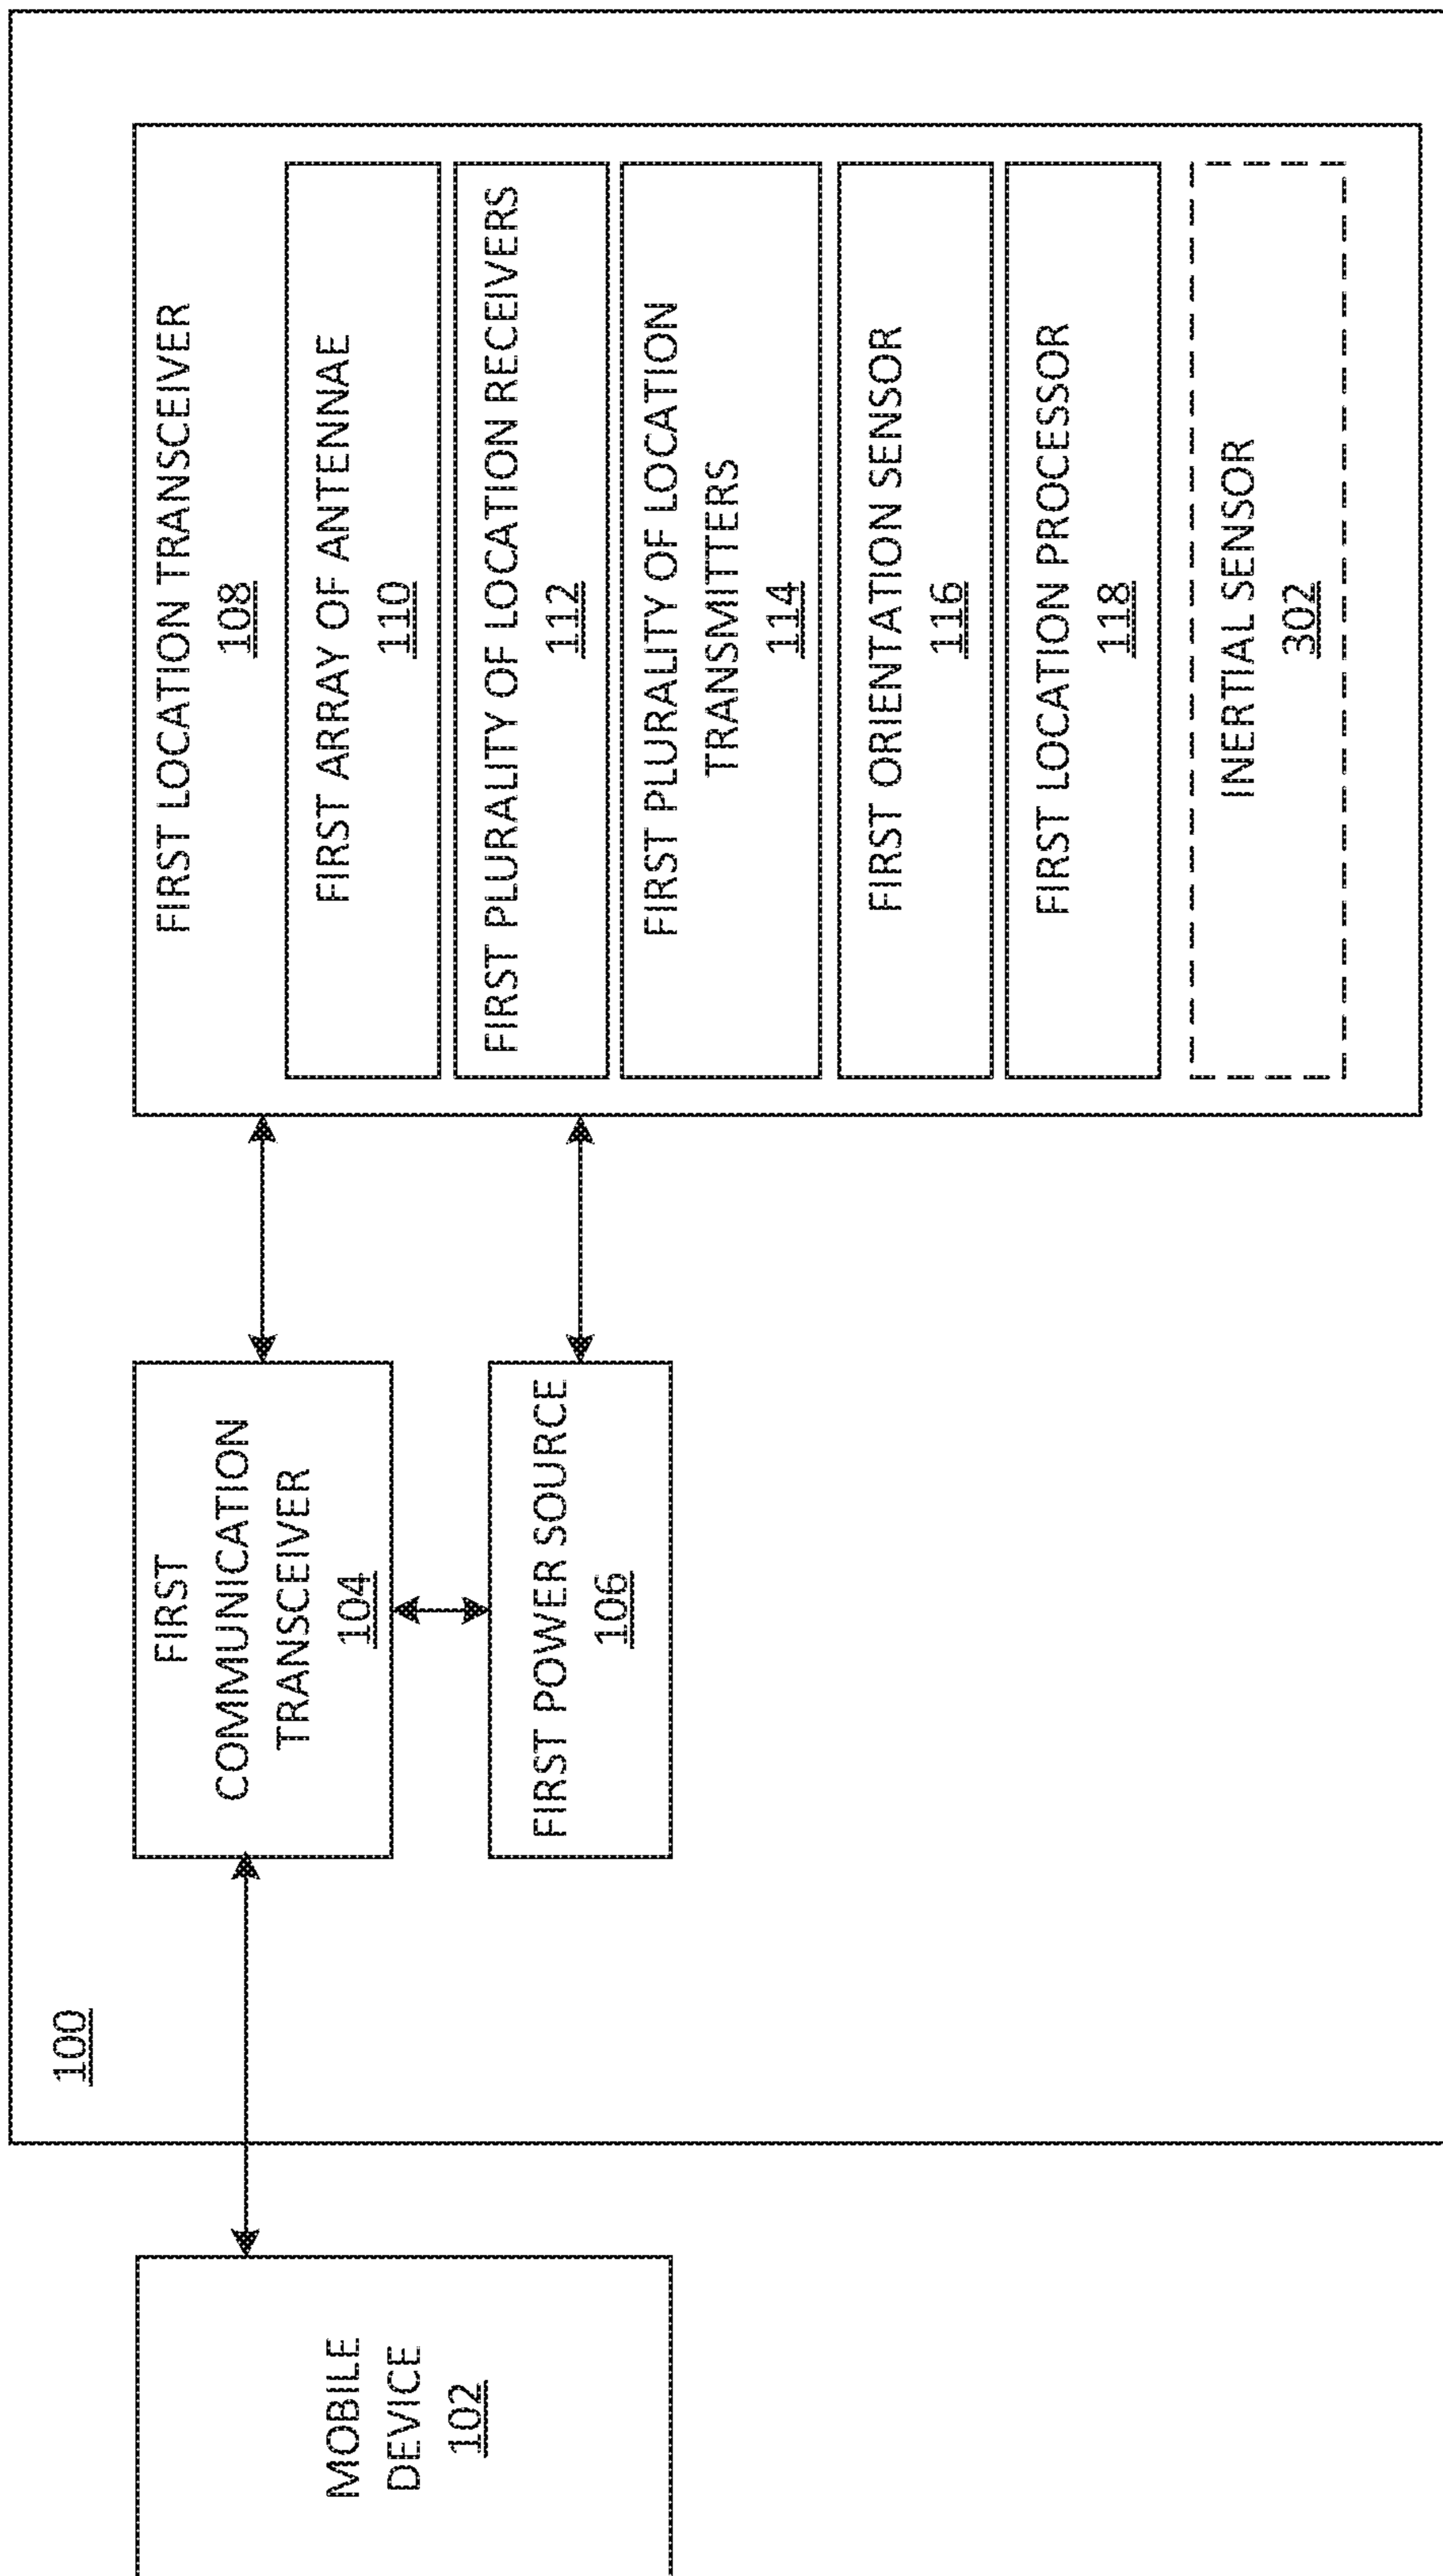 100
MOBILE
DEVICE
102
FIRST
COMMUNICATION
TRANSCEIVER
104
FIRST POWER SOURCE
106
FIRST LOCATION TRANSCEIVER
108
FIRST ARRAY OF ANTENNAE
110
FIRST PLURALITY OF LOCATION RECEIVERS
112
FIRST PLURALITY OF LOCATION
TRANSMITTERS
114
FIRST ORIENTATION SENSOR
116
FIRST LOCATION PROCESSOR
118
INERTIAL SENSOR
302